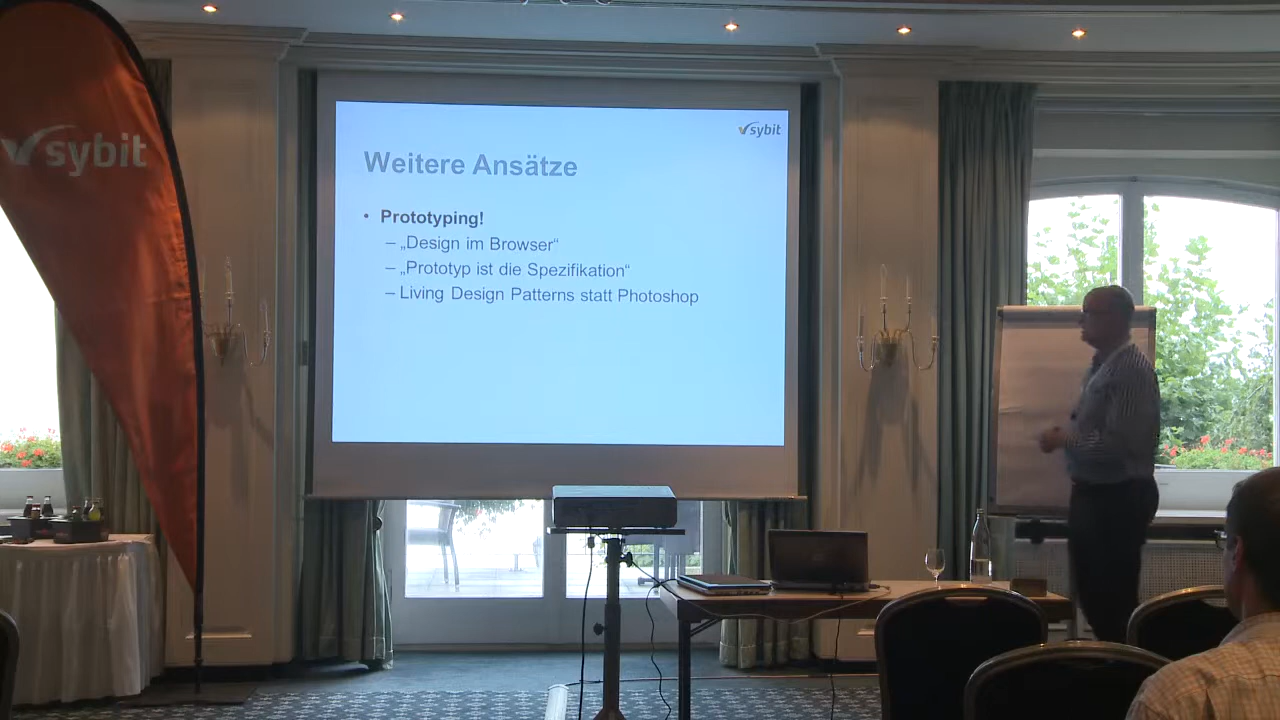 sybit
sybit
Weitere Ansätze
• Prototyping!
– „Design im Browser“
– „Prototyp ist die Spezifikation“
– Living Design Patterns statt Photoshop